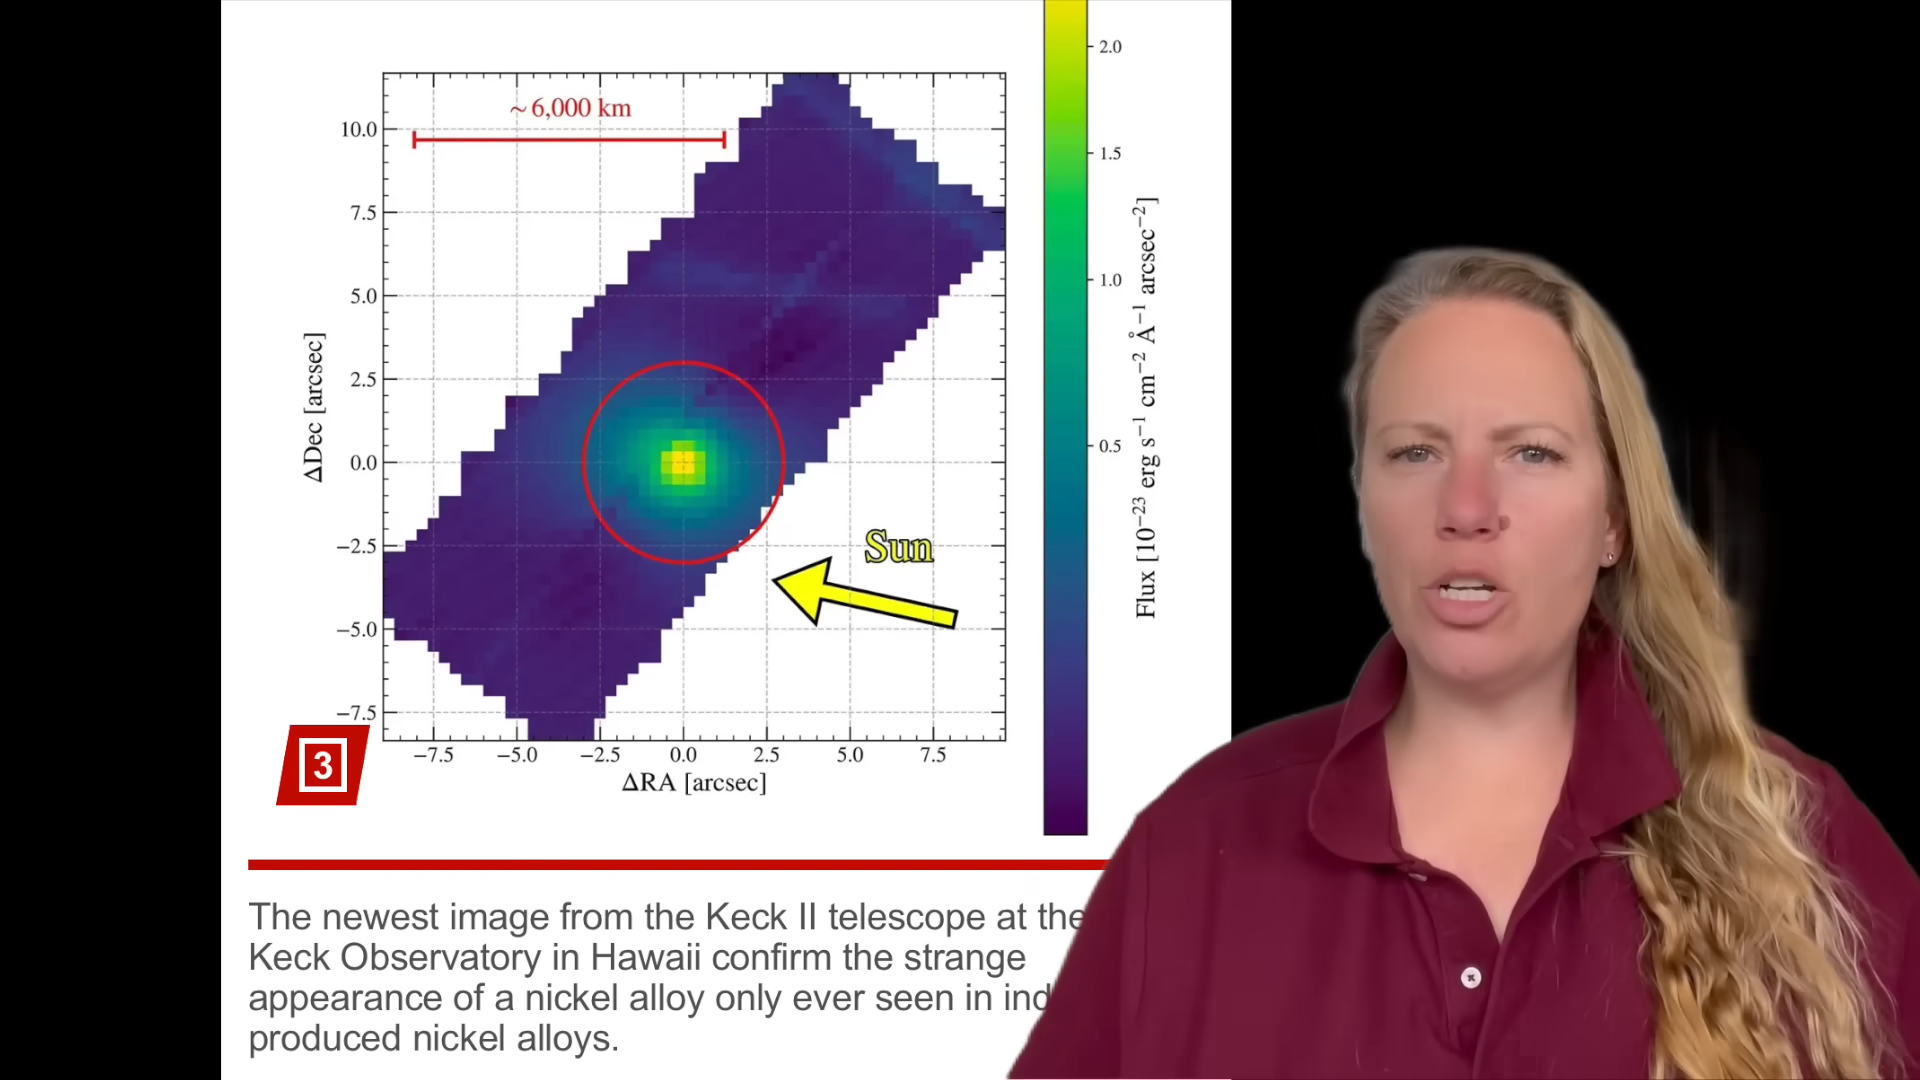 ~6,000 km
10.0
7.5
5.0
2.5
0.0
−2.5
−5.0
−7.5
ΔDec [arcsec]
−7.5 −5.0 −2.5 0.0 2.5 5.0 7.5
ΔRA [arcsec]
Sun
2.0
1.5
1.0
0.5
Flux [10⁻²³ erg s⁻¹ cm⁻² Å⁻¹ arcsec⁻²]
3
The newest image from the Keck II telescope at the
Keck Observatory in Hawaii confirm the strange
appearance of a nickel alloy only ever seen in
produced nickel alloys.